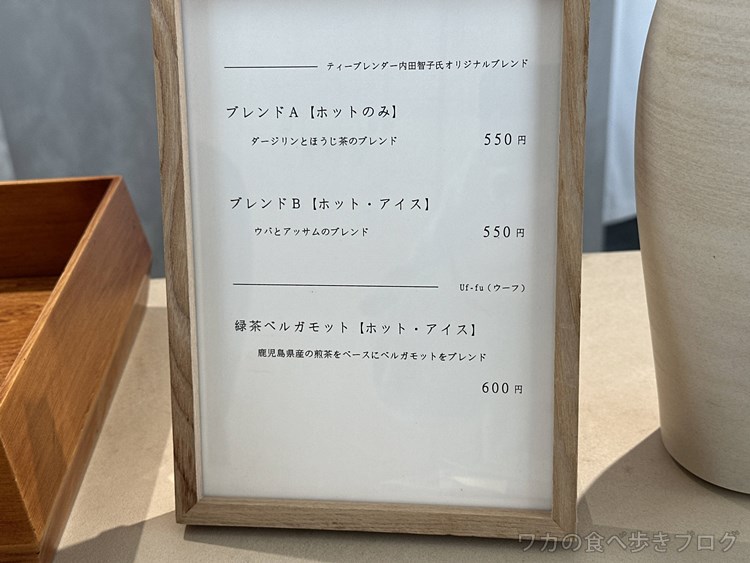 ティーブレンダー内田智子氏オリジナルブレンド
ブレンドA【ホットのみ】
ダージリンとほうじ茶のブレンド 550円
ブレンドB【ホット・アイス】
ウバとアッサムのブレンド 550円
Uf-fu(ウーフ)
緑茶ベルガモット【ホット・アイス】
鹿児島県産の煎茶をベースにベルガモットをブレンド
600円
ワカの食べ歩きブログ